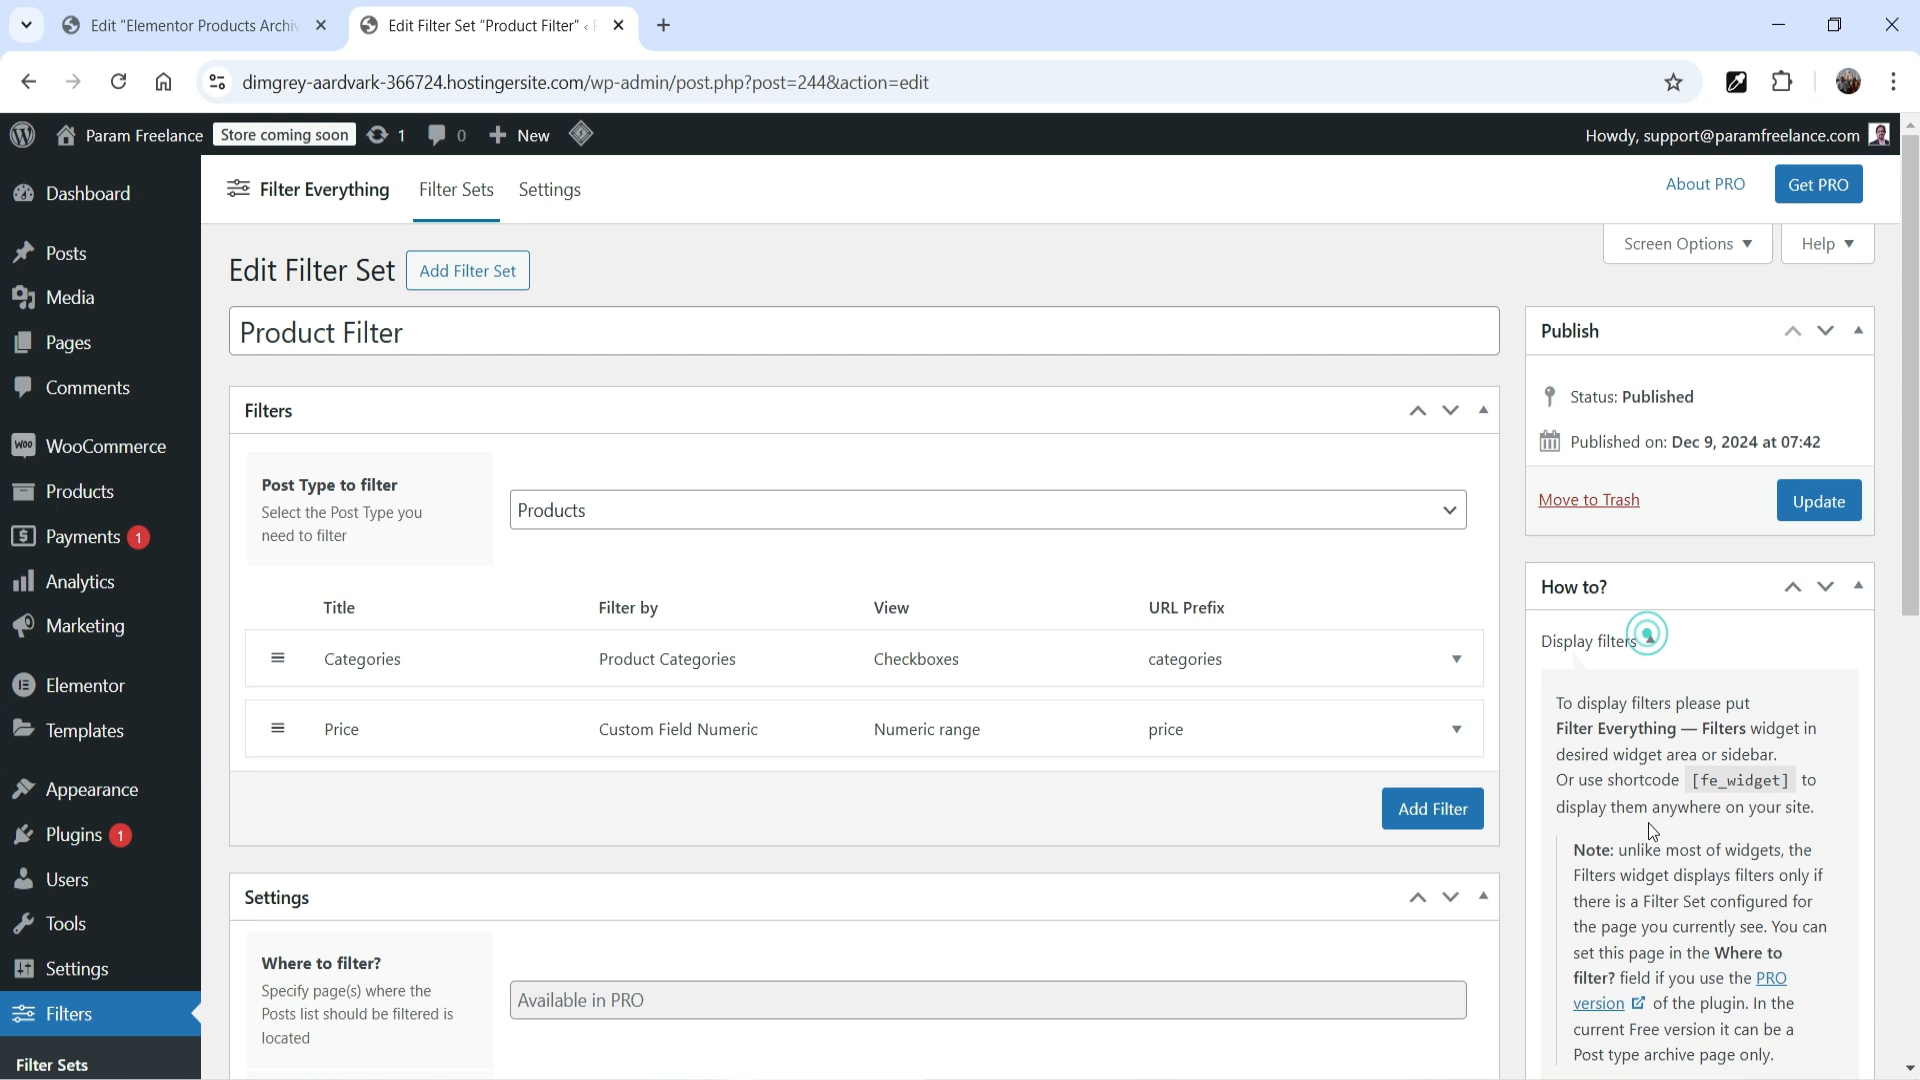 Edit "Elementor Products Archiv
Edit Filter Set "Product Filter" ‹ F
dimgrey-aardvark-366724.hostingersite.com/wp-admin/post.php?post=244&action=edit
Param Freelance
Store coming soon
1
0
New
Howdy, support@paramfreelance.com
Dashboard
Posts
Media
Pages
Comments
WooCommerce
Products
Payments 1
Analytics
Marketing
Elementor
Templates
Appearance
Plugins 1
Users
Tools
Settings
Filters
Filter Sets
Filter Everything
Filter Sets
Settings
About PRO
Get PRO
Screen Options
Help
Edit Filter Set
Add Filter Set
Product Filter
Filters
Post Type to filter
Select the Post Type you
need to filter
Products
Title Filter by View URL Prefix
Categories Product Categories Checkboxes categories
Price Custom Field Numeric Numeric range price
Add Filter
Settings
Where to filter?
Specify page(s) where the
Posts list should be filtered is
located
Available in PRO
Publish
Status: Published
Published on: Dec 9, 2024 at 07:42
Move to Trash
Update
How to?
Display filters
To display filters please put
Filter Everything — Filters widget in
desired widget area or sidebar.
Or use shortcode [fe_widget] to
display them anywhere on your site.
Note: unlike most of widgets, the
Filters widget displays filters only if
there is a Filter Set configured for
the page you currently see. You can
set this page in the Where to
filter? field if you use the PRO
version of the plugin. In the
current Free version it can be a
Post type archive page only.